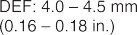 DEF: 4.0 – 4.5 mm
(0.16 – 0.18 in.)